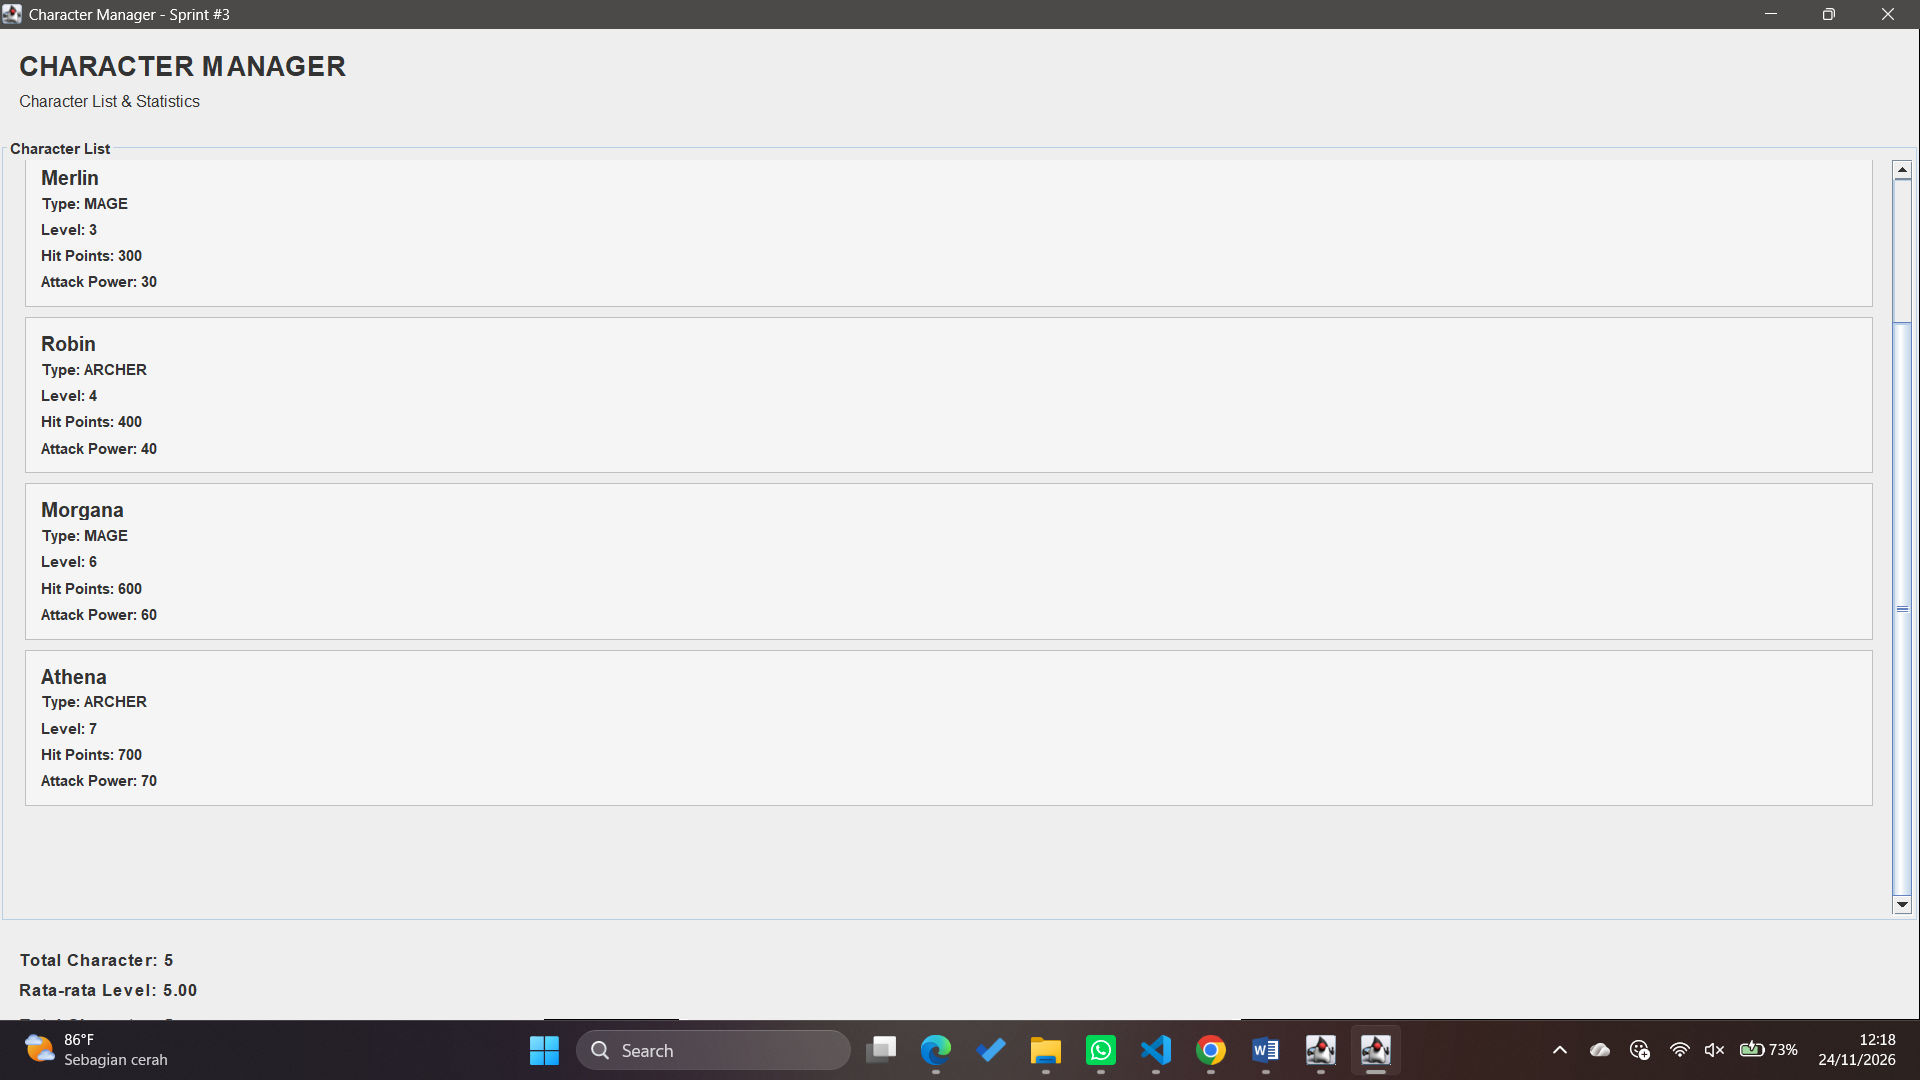 Character Manager - Sprint #3
CHARACTER MANAGER
Character List & Statistics
Character List
Merlin
Type: MAGE
Level: 3
Hit Points: 300
Attack Power: 30
Robin
Type: ARCHER
Level: 4
Hit Points: 400
Attack Power: 40
Morgana
Type: MAGE
Level: 6
Hit Points: 600
Attack Power: 60
Athena
Type: ARCHER
Level: 7
Hit Points: 700
Attack Power: 70
Total Character: 5
Rata-rata Level: 5.00
86°F
Sebagian cerah
Search
73%
12:18
24/11/2026